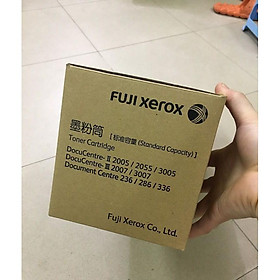 FUJI xerox
墨粉筒 [标准容量 (Standard Capacity)]
Toner Cartridge
DocuCentre-Ⅱ 2005 / 2055 / 3005
DocuCentre-Ⅲ 2007 / 3007
Document Centre 236 / 286 / 336
Fuji Xerox Co., Ltd.